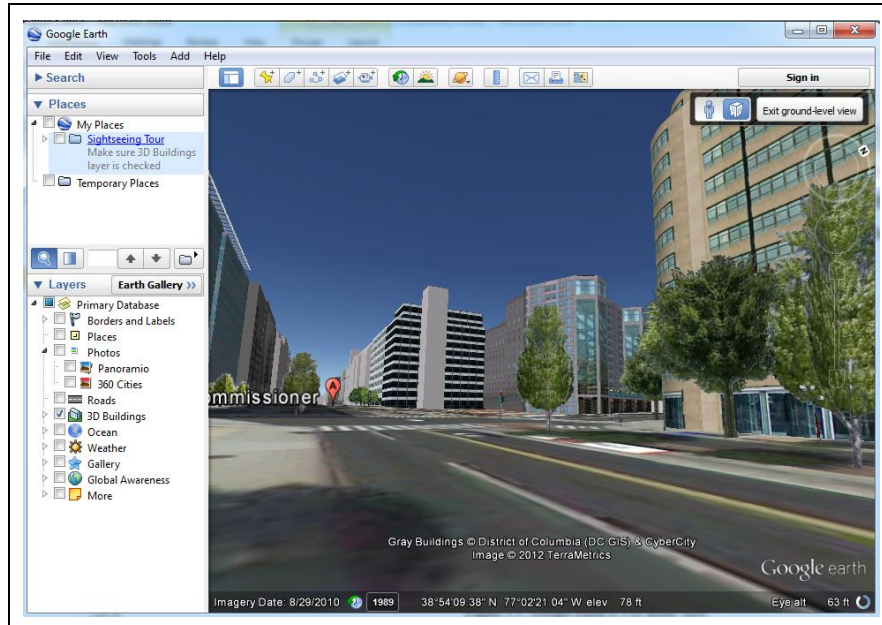 Google Earth
File Edit View Tools Add Help
Search
Sign in
Places
Exit ground-level view
My Places
Sightseeing Tour
Make sure 3D Buildings
layer is checked
Temporary Places
Layers
Earth Gallery »
Primary Database
Borders and Labels
Places
Photos
Panoramio
360 Cities
Roads
3D Buildings
Ocean
Weather
Gallery
Global Awareness
More
N
mmissioner A
Gray Buildings © District of Columbia (DC GIS) & CyberCity
Image © 2012 TerraMetrics
Google earth
Imagery Date: 8/29/2010 1989 38°54'09.38" N 77°02'21.04" W elev 78 ft Eye alt 63 ft